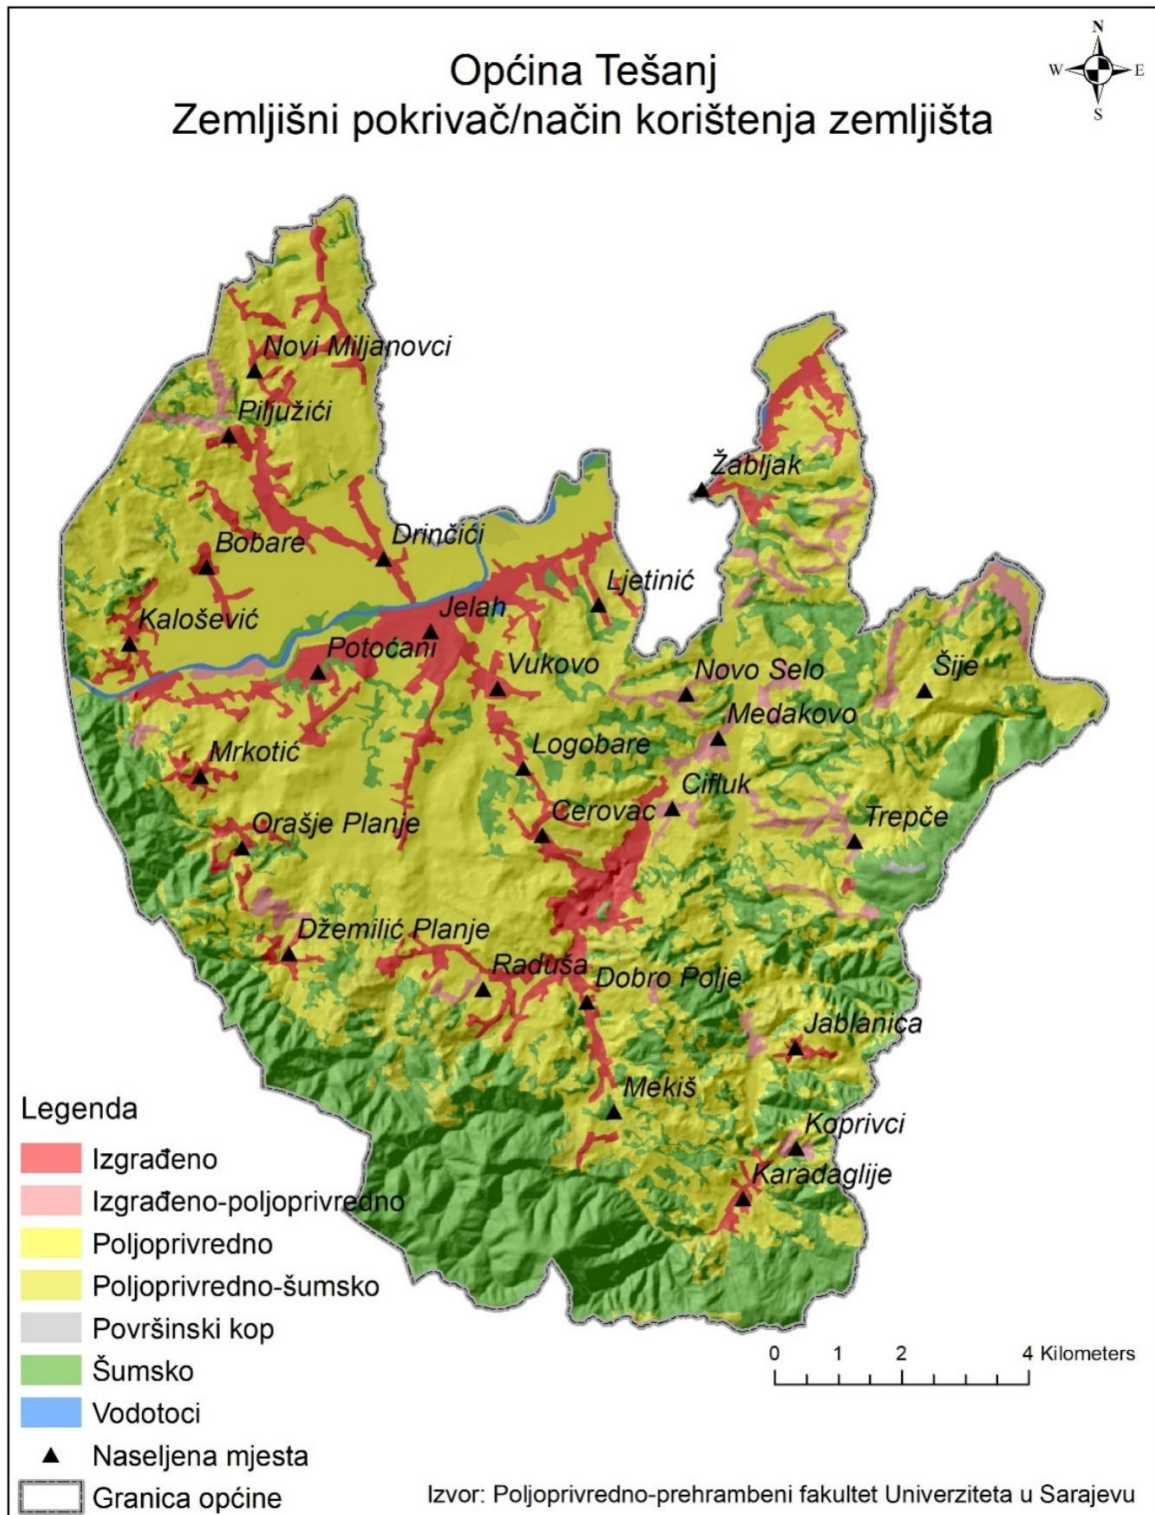 N
W E
S
Općina Tešanj
Zemljišni pokrivač/način korištenja zemljišta
Novi Miljanovci
Piljužići
Žabljak
Drinčići
Bobare
Ljetinić
Kalošević
Jelah
Potoćani
Vukovo
Novo Selo
Šije
Medakovo
Logobare
Mrkotić
Cifluk
Cerovac
Trepče
Orašje Planje
Džemilić Planje
Raduša
Dobro Polje
Jablanica
Mekiš
Koprivci
Karadaglije
Legenda
Izgrađeno
Izgrađeno-poljoprivredno
Poljoprivredno
Poljoprivredno-šumsko
Površinski kop
Šumsko
Vodotoci
Naseljena mjesta
Granica općine
0 1 2 4 Kilometers
Izvor: Poljoprivredno-prehrambeni fakultet Univerziteta u Sarajevu